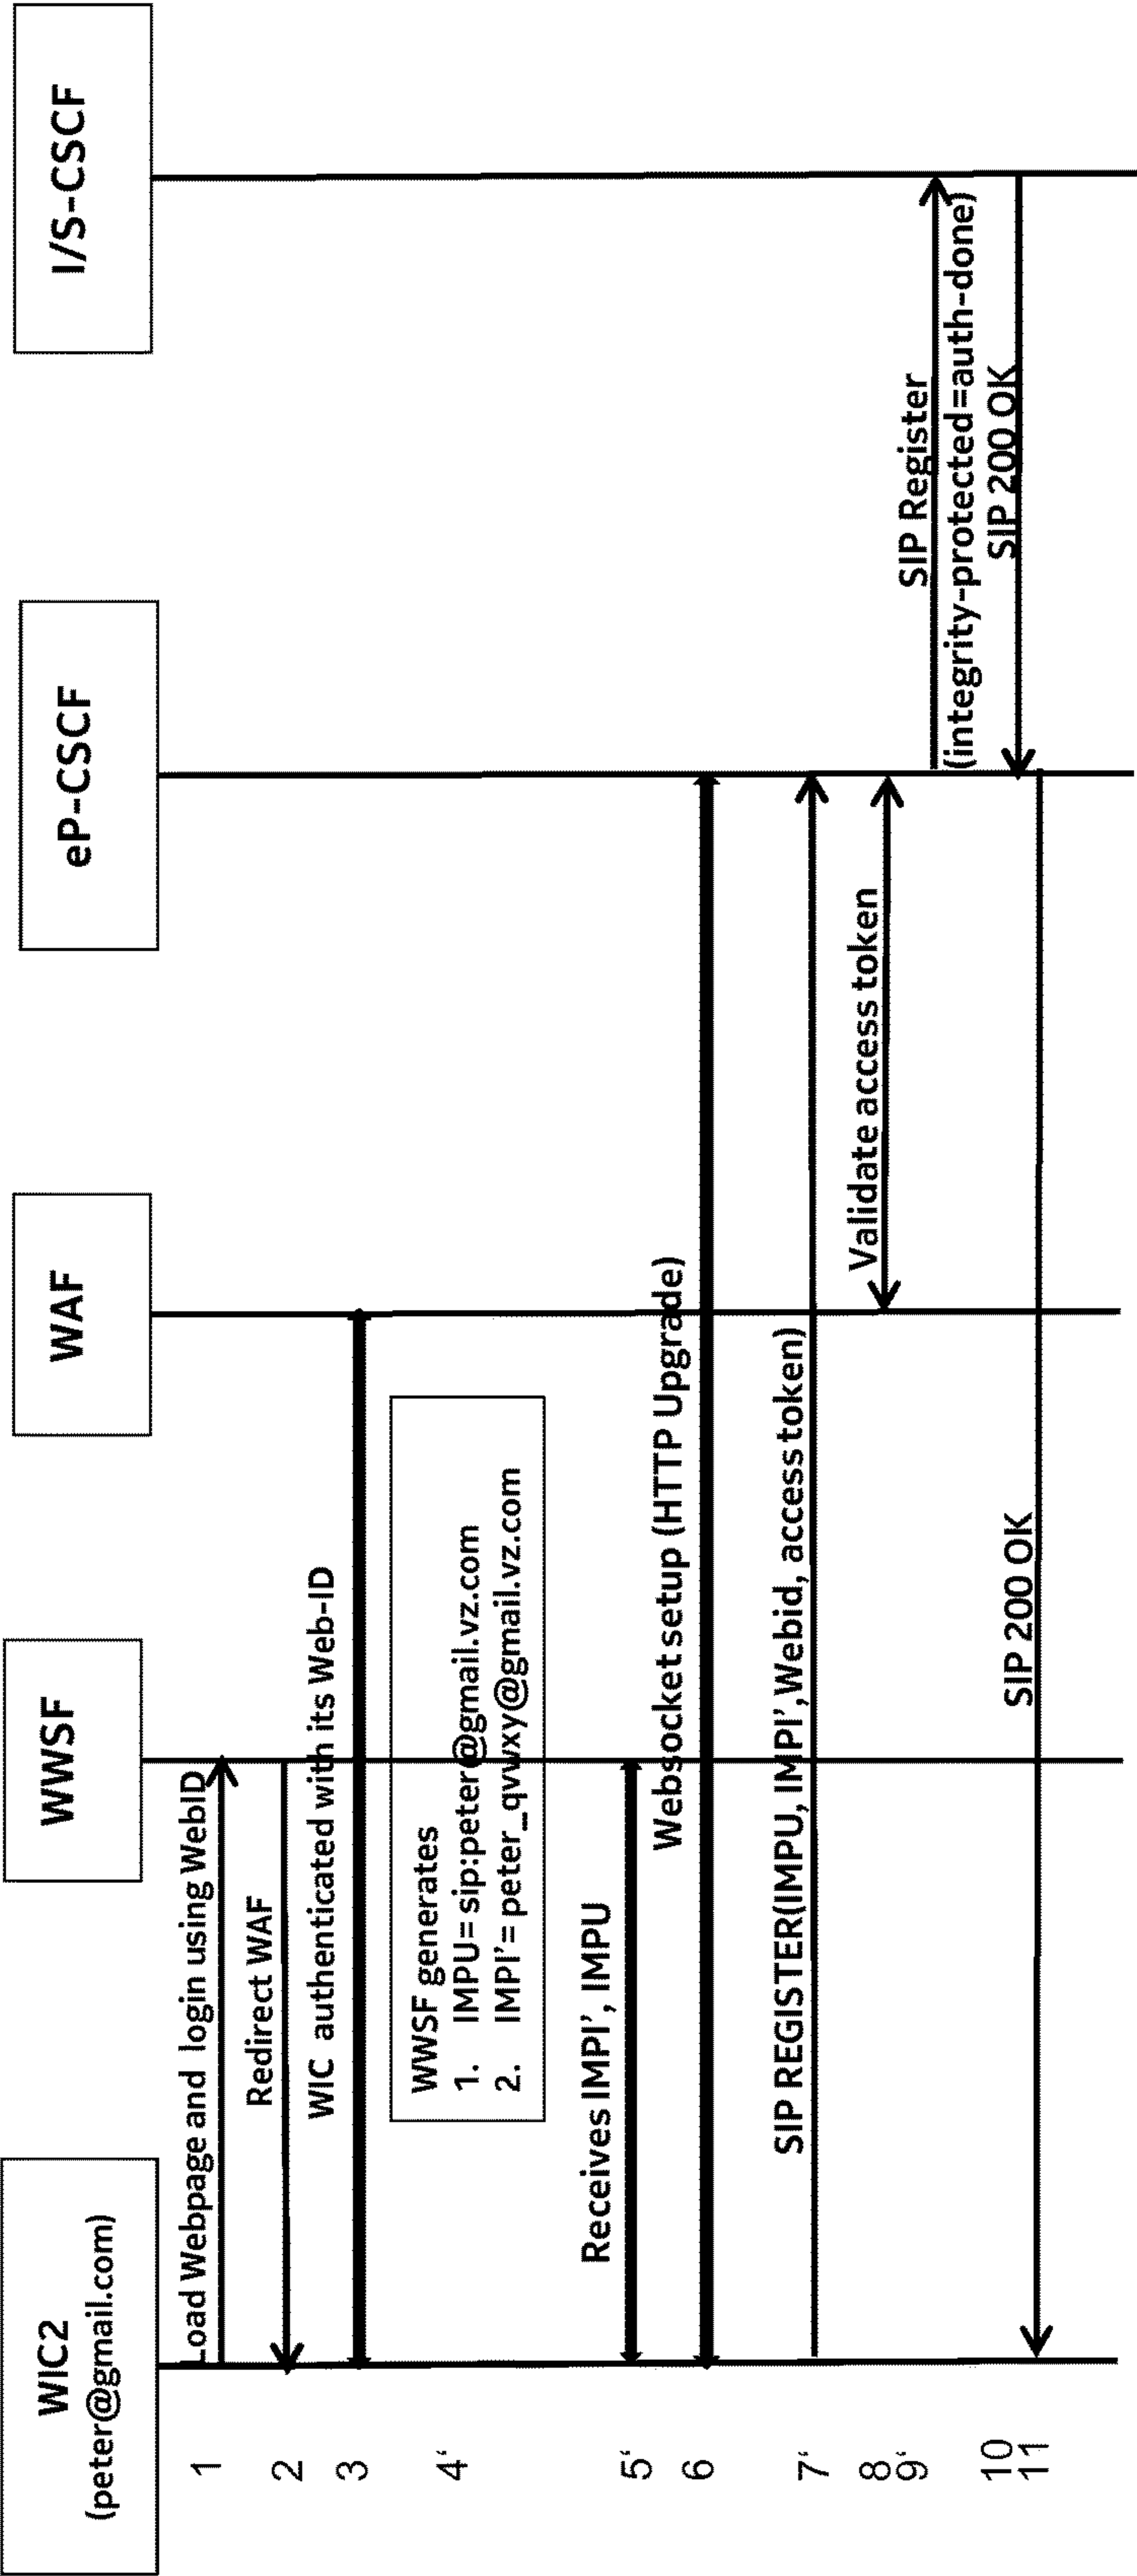 WIC2
(peter@gmail.com)
WWSF
WAF
eP-CSCF
I/S-CSCF
1
Load Webpage and login using WebID
2
Redirect WAF
3
WIC authenticated with its Web-ID
4‘
WWSF generates
1. IMPU= sip:peter@gmail.vz.com
2. IMPI’= peter_qvwxy@gmail.vz.com
5‘
Receives IMPI’, IMPU
6
Websocket setup (HTTP Upgrade)
7‘
SIP REGISTER(IMPU, IMPI’, Webid, access token)
8
Validate access token
9‘
SIP Register
(integrity-protected=auth-done)
10
SIP 200 OK
11
SIP 200 OK